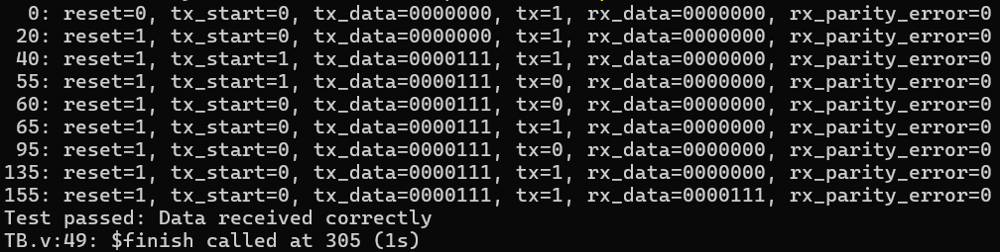 0: reset=0, tx_start=0, tx_data=0000000, tx=1, rx_data=0000000, rx_parity_error=0
20: reset=1, tx_start=0, tx_data=0000000, tx=1, rx_data=0000000, rx_parity_error=0
40: reset=1, tx_start=1, tx_data=0000111, tx=1, rx_data=0000000, rx_parity_error=0
55: reset=1, tx_start=1, tx_data=0000111, tx=0, rx_data=0000000, rx_parity_error=0
60: reset=1, tx_start=0, tx_data=0000111, tx=0, rx_data=0000000, rx_parity_error=0
65: reset=1, tx_start=0, tx_data=0000111, tx=1, rx_data=0000000, rx_parity_error=0
95: reset=1, tx_start=0, tx_data=0000111, tx=0, rx_data=0000000, rx_parity_error=0
135: reset=1, tx_start=0, tx_data=0000111, tx=1, rx_data=0000000, rx_parity_error=0
155: reset=1, tx_start=0, tx_data=0000111, tx=1, rx_data=0000111, rx_parity_error=0
Test passed: Data received correctly
TB.v:49: $finish called at 305 (1s)